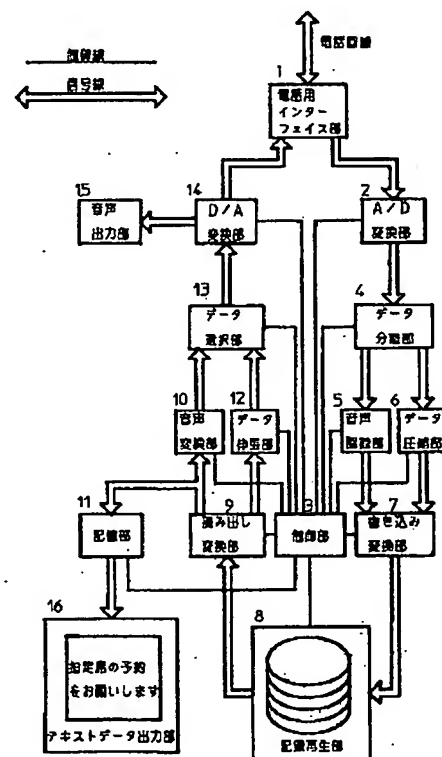 制御線
信号線
電話回線
1
電話用
インター
フェイス部
15
音声
出力部
14
D/A
変換部
2
A/D
変換部
13
データ
選択部
4
データ
分離部
10
音声
変換部
12
データ
伸長部
5
音声
認識部
6
データ
圧縮部
11
記憶部
9
読み出し
変換部
3
制御部
7
書き込み
変換部
16
指定席の予約
をお願いします
テキストデータ出力部
8
記録再生部